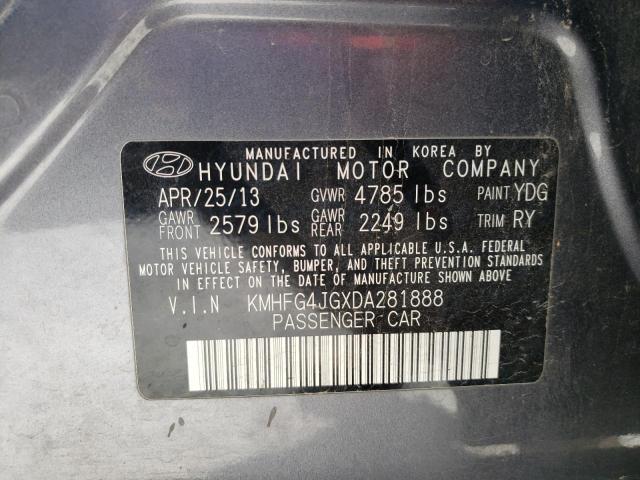 MANUFACTURED IN KOREA BY
HYUNDAI MOTOR COMPANY
APR/25/13 GVWR 4785 lbs PAINT YDG
GAWR FRONT 2579 lbs GAWR REAR 2249 lbs TRIM RY
THIS VEHICLE CONFORMS TO ALL APPLICABLE U.S.A. FEDERAL
MOTOR VEHICLE SAFETY, BUMPER, AND THEFT PREVENTION STANDARDS
IN EFFECT ON THE DATE OF MANUFACTURE SHOWN ABOVE.
V.I.N KMHFG4JGXDA281888
PASSENGER CAR